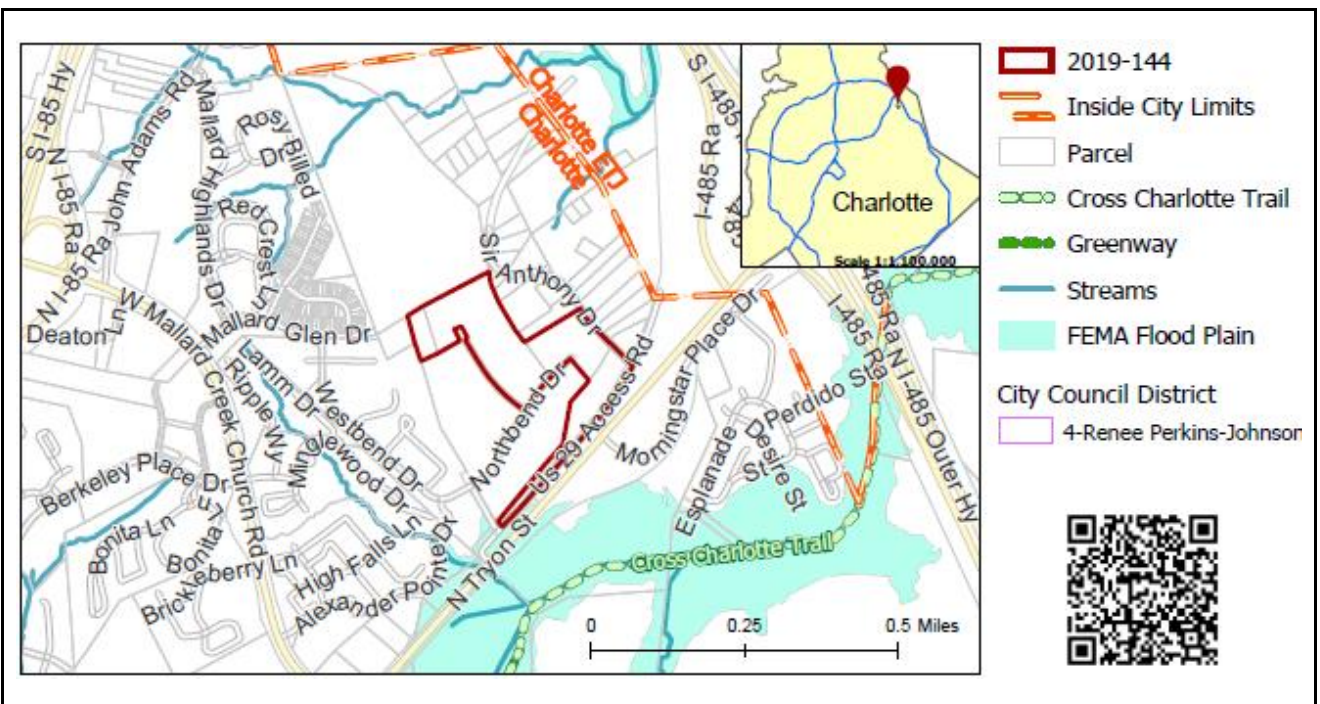 S I-85 Hy
N I-85 Ra
N I-85 Ra
John Adams Rd
Mallard Highlands Dr
Rosy Billed
Dr
Red Crest Ln
Deaton
Ln
W Mallard Creek Church Rd
Mallard Glen Dr
Lamm Dr
Ripple Wy
Westbend Dr
Minglewood Dr
Berkeley Place Dr
Bonita Ln
Bonita Ln
Brickleberry Ln
High Falls Ln
Alexander Pointe Dr
Northbend Dr
Sir Anthony Dr
Us 29 Access Rd
N Tryon St
Morningstar Place Dr
Esplanade
St
Desire St
Perdido St
Charlotte ETJ
Charlotte
S I-485
I-485 Ra
I-485 Ra
N I-485 Outer Hy
Cross Charlotte Trail
0 0.25 0.5 Miles
Charlotte
Scale 1:1,100,000
2019-144
Inside City Limits
Parcel
Cross Charlotte Trail
Greenway
Streams
FEMA Flood Plain
City Council District
4-Renee Perkins-Johnson